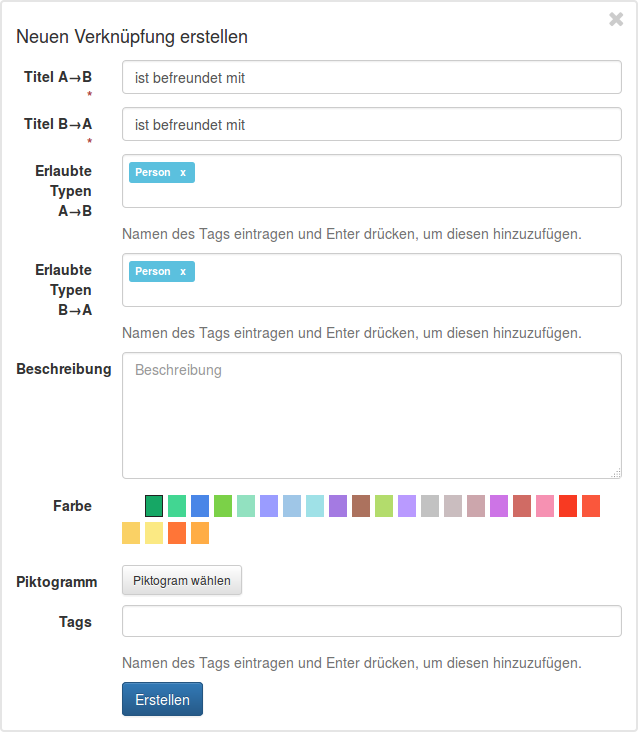 ×
Neuen Verknüpfung erstellen
Titel A→B ist befreundet mit
*
Titel B→A ist befreundet mit
*
Erlaubte Person x
Typen
A→B
Namen des Tags eintragen und Enter drücken, um diesen hinzuzufügen.
Erlaubte Person x
Typen
B→A
Namen des Tags eintragen und Enter drücken, um diesen hinzuzufügen.
Beschreibung Beschreibung
Farbe
Piktogramm Piktogram wählen
Tags
Namen des Tags eintragen und Enter drücken, um diesen hinzuzufügen.
Erstellen